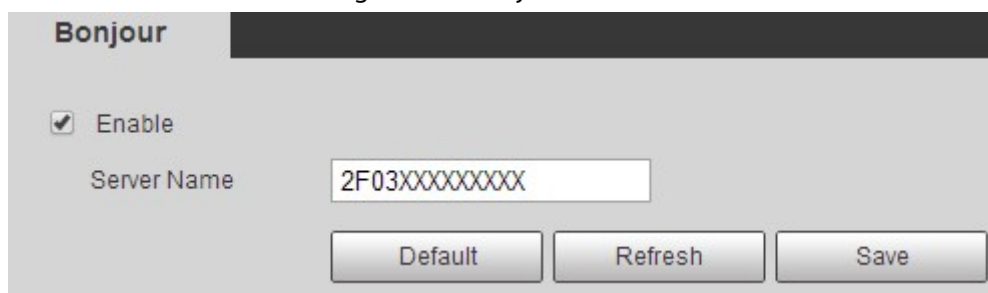 Bonjour
Enable
Server Name 2F03XXXXXXXXX
Default Refresh Save